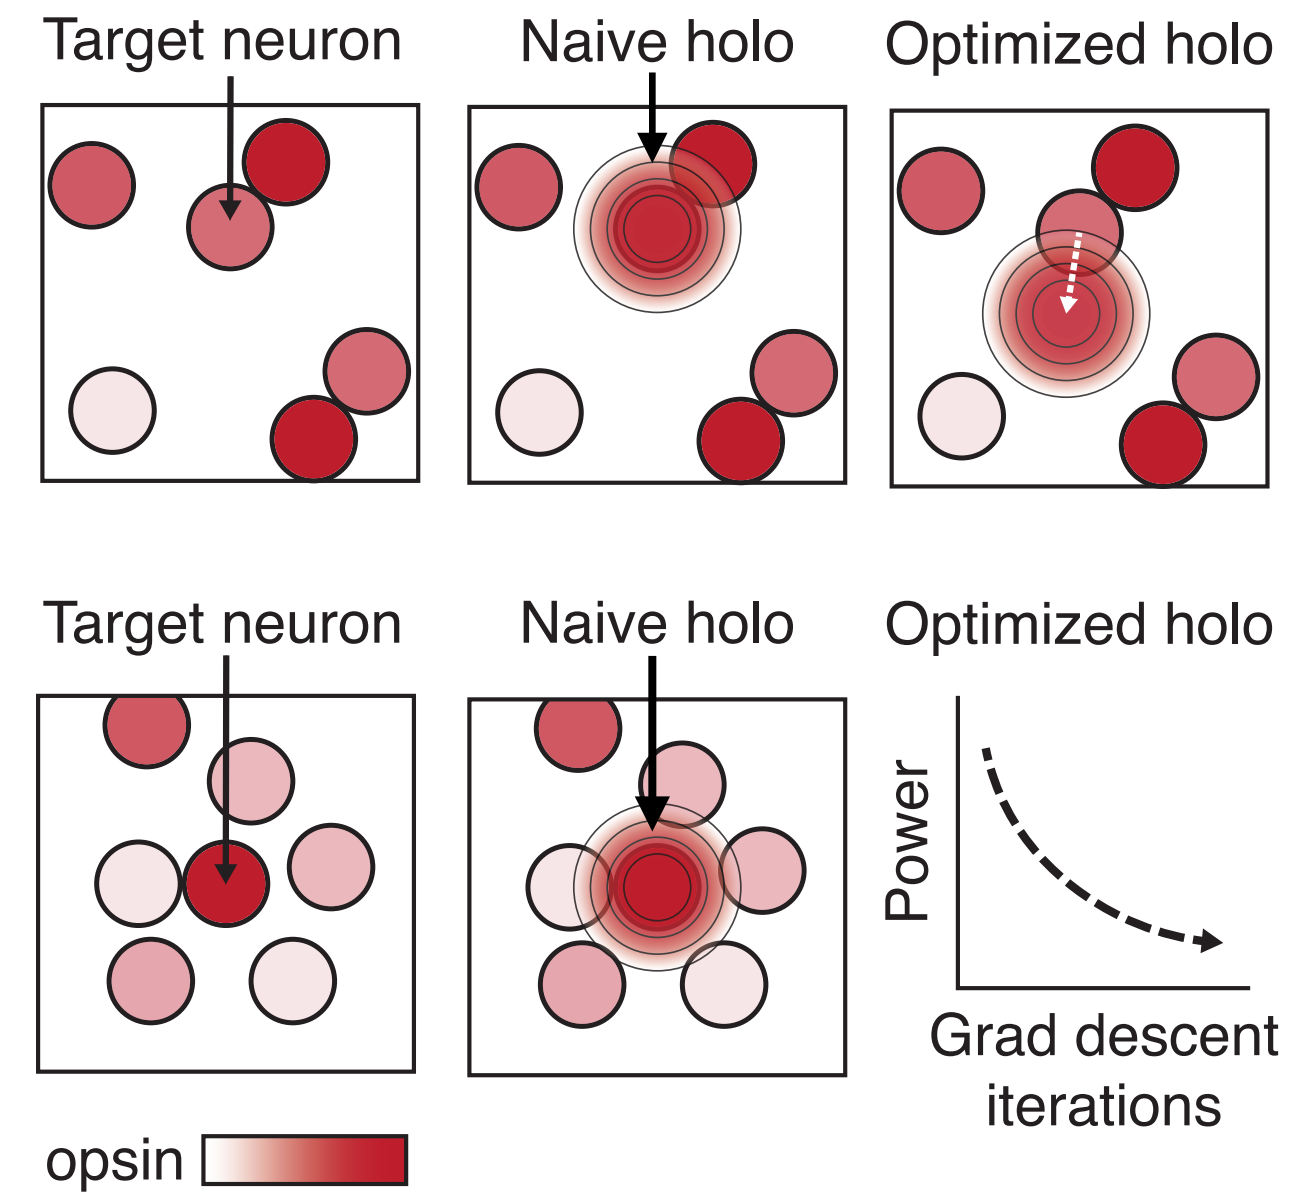 Target neuron
Naive holo
Optimized holo
Target neuron
Naive holo
Optimized holo
Power
Grad descent
iterations
opsin